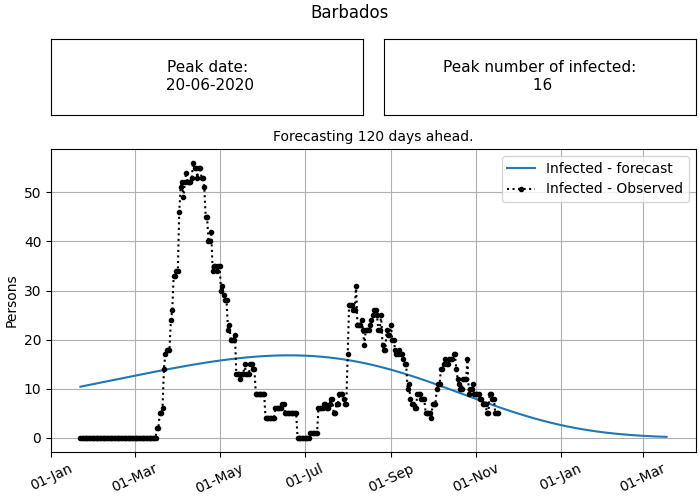 Barbados
Peak date:
20-06-2020
Peak number of infected:
16
Forecasting 120 days ahead.
Infected - forecast
Infected - Observed
Persons
50
40
30
20
10
0
01-Jan
01-Mar
01-May
01-Jul
01-Sep
01-Nov
01-Jan
01-Mar